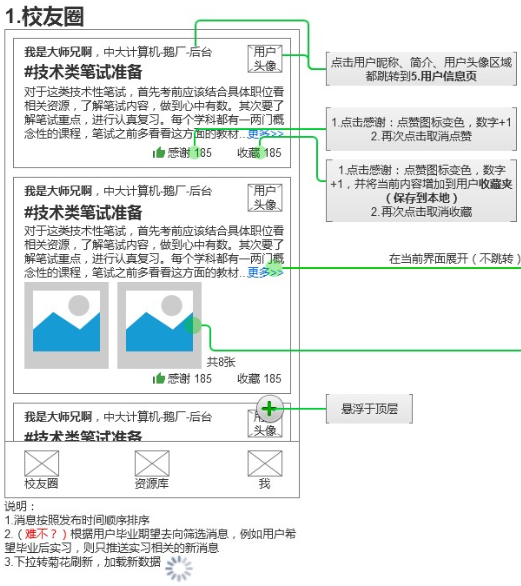 1.校友圈
我是大师兄啊，中大计算机-鹅厂-后台
用户
头像
#技术类笔试准备
对于这类技术性笔试，首先考前应该结合具体职位看
相关资源，了解笔试内容，做到心中有数。其次要了
解笔试重点，进行认真复习。每个学科都有一两门概
念性的课程，笔试之前多看看这方面的教材...更多>>
感谢 185 收藏 185
点击用户昵称、简介、用户头像区域
都跳转到5.用户信息页
1.点击感谢：点赞图标变色，数字+1
2.再次点击取消点赞
1.点击感谢：点赞图标变色，数字
+1，并将当前内容增加到用户收藏夹
（保存到本地）
2.再次点击取消收藏
我是大师兄啊，中大计算机-鹅厂-后台
用户
头像
#技术类笔试准备
对于这类技术性笔试，首先考前应该结合具体职位看
相关资源，了解笔试内容，做到心中有数。其次要了
解笔试重点，进行认真复习。每个学科都有一两门概
念性的课程，笔试之前多看看这方面的教材...更多>>
在当前界面展开（不跳转）
共8张
感谢 185 收藏 185
悬浮于顶层
我是大师兄啊，中大计算机-鹅厂-后台
用户
头像
#技术类笔试准备
校友圈 资源库 我
说明：
1.消息按照发布时间顺序排序
2.（难不？）根据用户毕业期望去向筛选消息，例如用户希
望毕业后实习，则只推送实习相关的新消息
3.下拉转菊花刷新，加载新数据